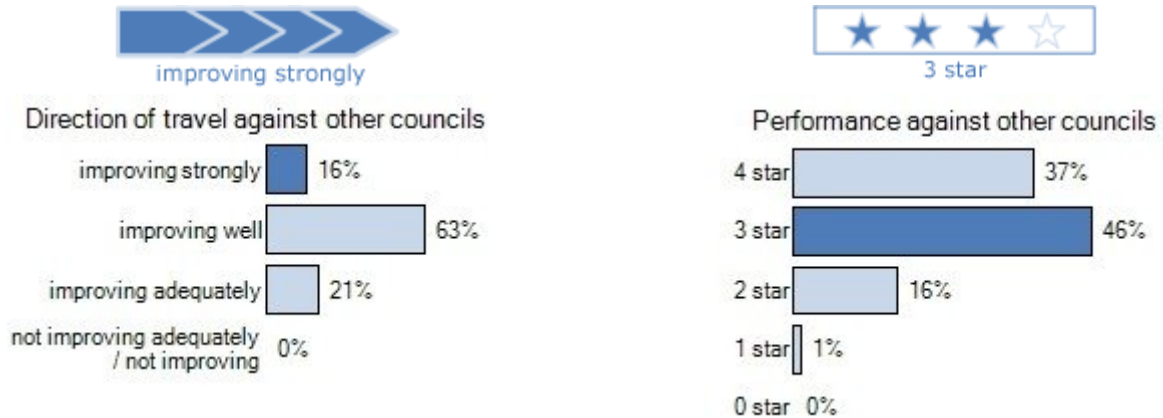 improving strongly
Direction of travel against other councils
improving strongly 16%
improving well 63%
improving adequately 21%
not improving adequately
/ not improving 0%
3 star
Performance against other councils
4 star 37%
3 star 46%
2 star 16%
1 star 1%
0 star 0%